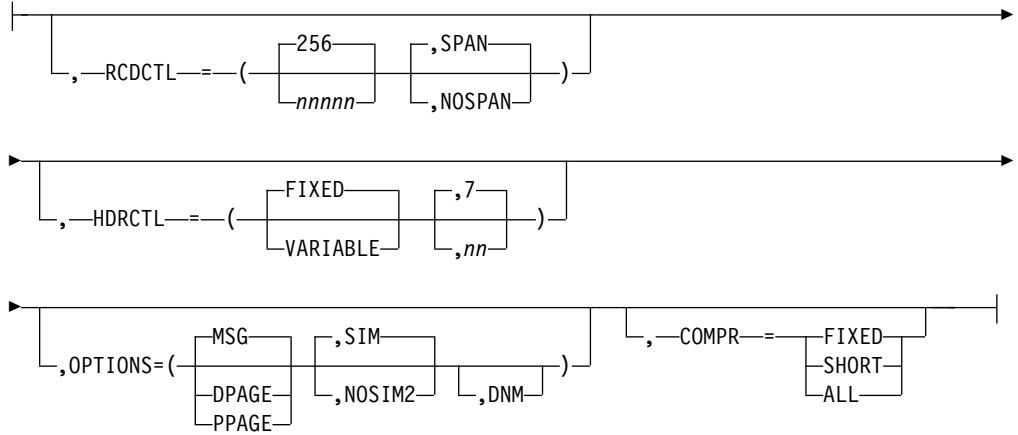 256 ,SPAN
, RCDCTL = ( nnnnn ,NOSPAN )
FIXED ,7
, HDRCTL = ( VARIABLE ,nn )
MSG ,SIM
,OPTIONS=( DPAGE ,NOSIM2 ,DNM ) , COMPR = FIXED
PPAGE SHORT
ALL